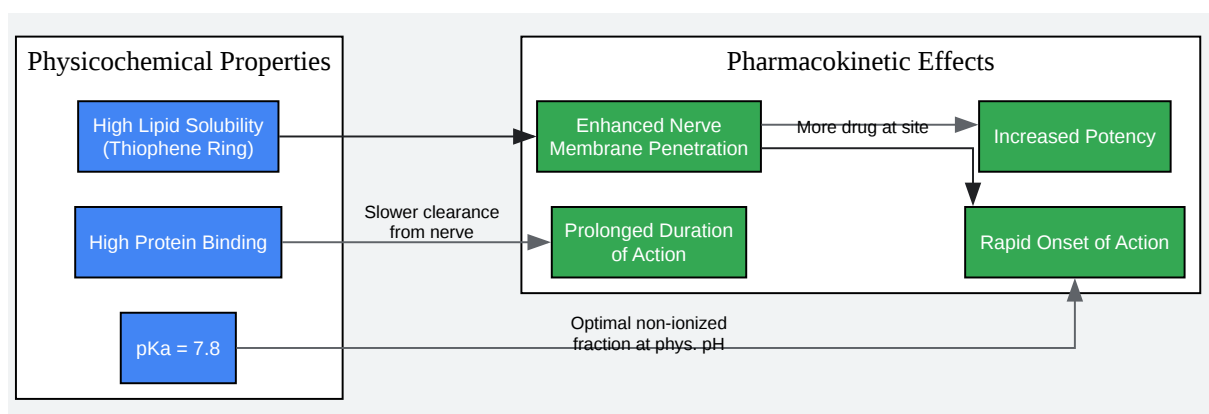 Physicochemical Properties
High Lipid Solubility
(Thiophene Ring)
High Protein Binding
pKa = 7.8
Slower clearance
from nerve
Optimal non-ionized
fraction at phys. pH
Pharmacokinetic Effects
Enhanced Nerve
Membrane Penetration
More drug at site
Increased Potency
Prolonged Duration
of Action
Rapid Onset of Action